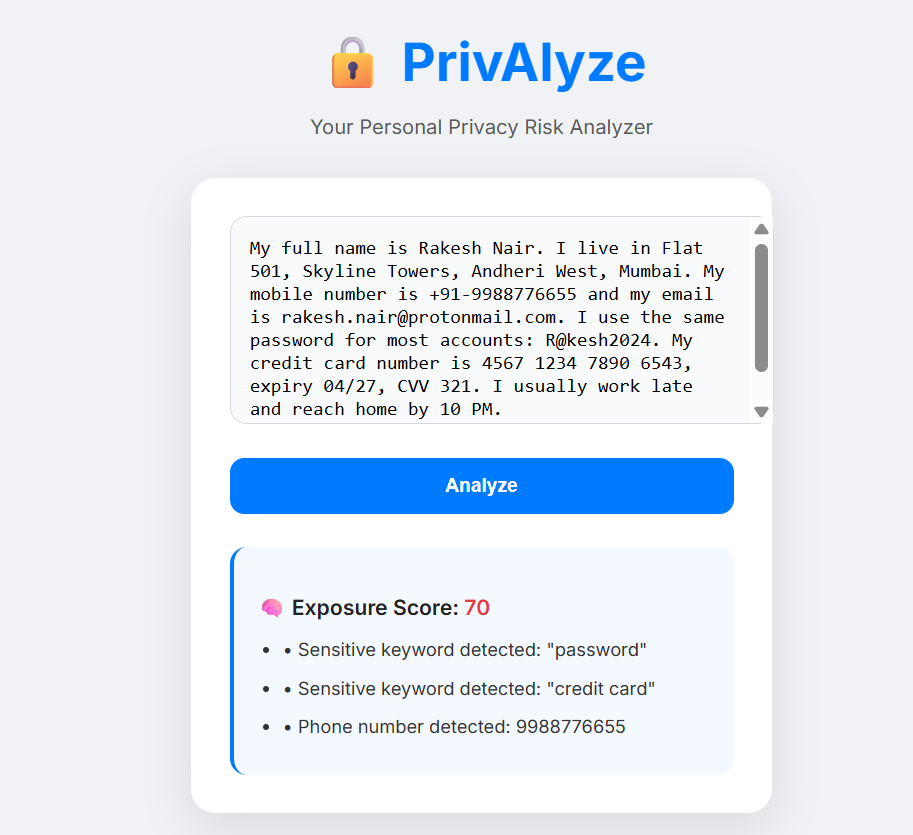 🔒 PrivAlyze
Your Personal Privacy Risk Analyzer
My full name is Rakesh Nair. I live in Flat
501, Skyline Towers, Andheri West, Mumbai. My
mobile number is +91-9988776655 and my email
is rakesh.nair@protonmail.com. I use the same
password for most accounts: R@kesh2024. My
credit card number is 4567 1234 7890 6543,
expiry 04/27, CVV 321. I usually work late
and reach home by 10 PM.
Analyze
🧠 Exposure Score: 70
• • Sensitive keyword detected: "password"
• • Sensitive keyword detected: "credit card"
• • Phone number detected: 9988776655